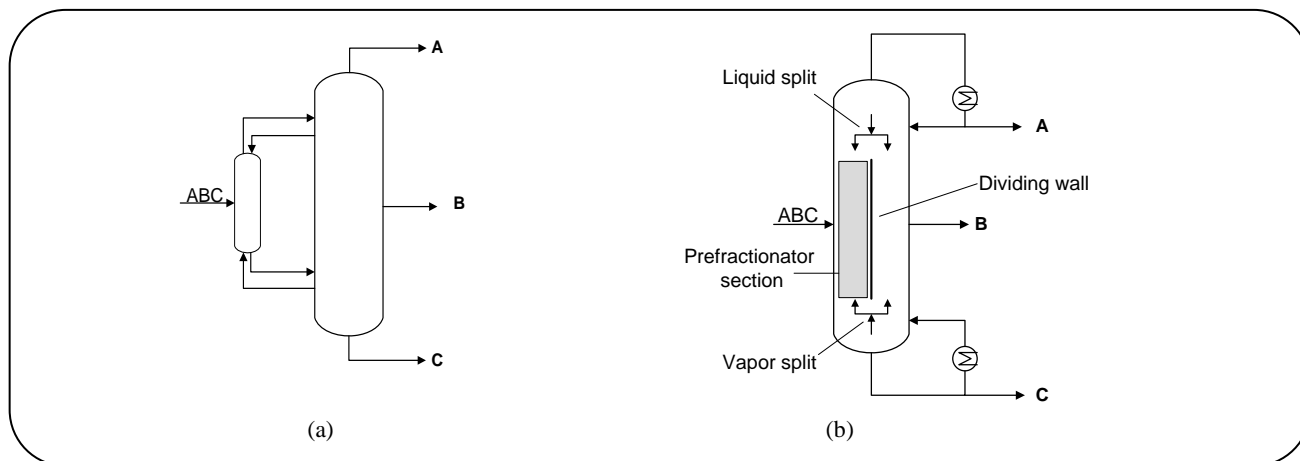 A
ABC
B
C
(a)
Liquid split
A
Dividing wall
ABC
B
Prefractionator
section
Vapor split
C
(b)